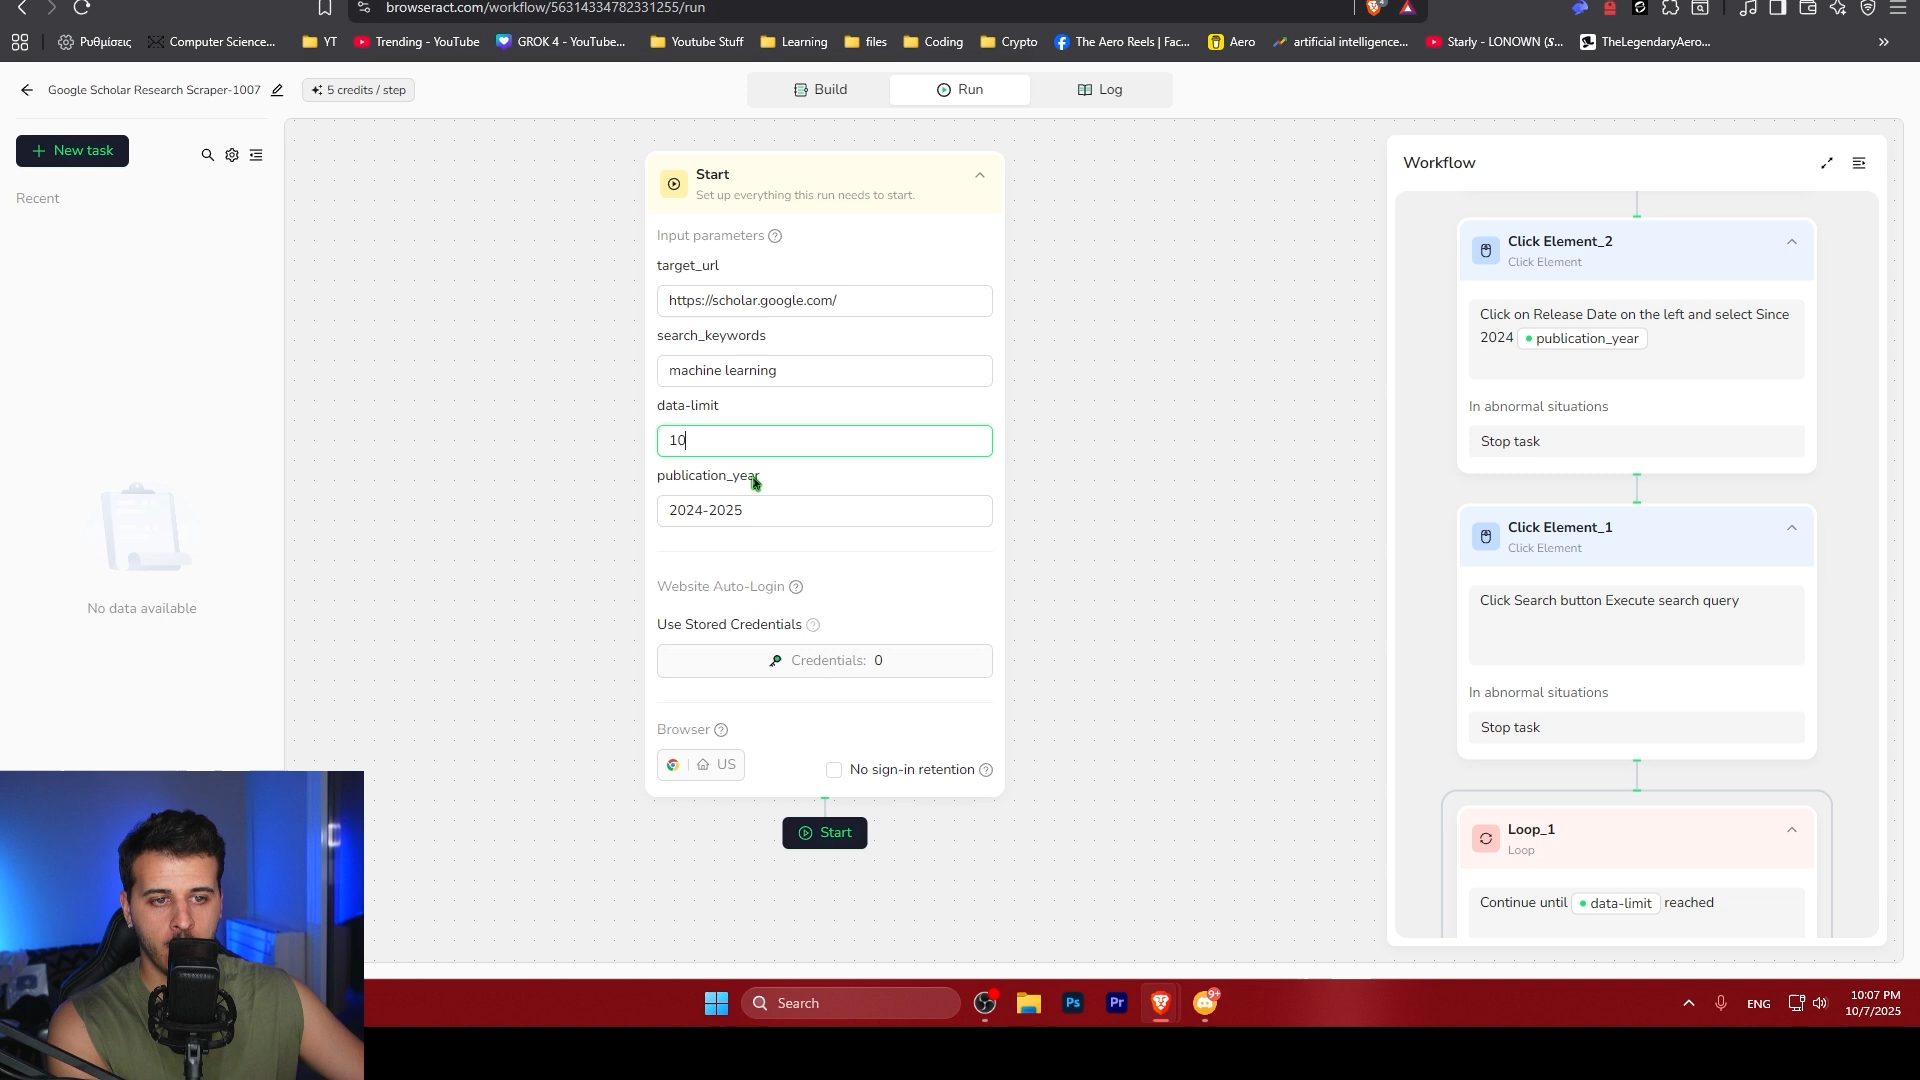 browseract.com/workflow/56314334782331255/run
Ρυθμίσεις
Computer Science...
YT
Trending - YouTube
GROK 4 - YouTube...
Youtube Stuff
Learning
files
Coding
Crypto
The Aero Reels | Fac...
Aero
artificial intelligence...
Starly - LONOWN (S...
TheLegendaryAero...
Google Scholar Research Scraper-1007
5 credits / step
Build
Run
Log
New task
Recent
No data available
Start
Set up everything this run needs to start.
Input parameters
target_url
https://scholar.google.com/
search_keywords
machine learning
data-limit
10
publication_year
2024-2025
Website Auto-Login
Use Stored Credentials
Credentials: 0
Browser
US
No sign-in retention
Start
Workflow
Click Element_2
Click Element
Click on Release Date on the left and select Since
2024 publication_year
In abnormal situations
Stop task
Click Element_1
Click Element
Click Search button Execute search query
In abnormal situations
Stop task
Loop_1
Loop
Continue until data-limit reached
Search
Ps
Pr
9+
ENG
10:07 PM
10/7/2025